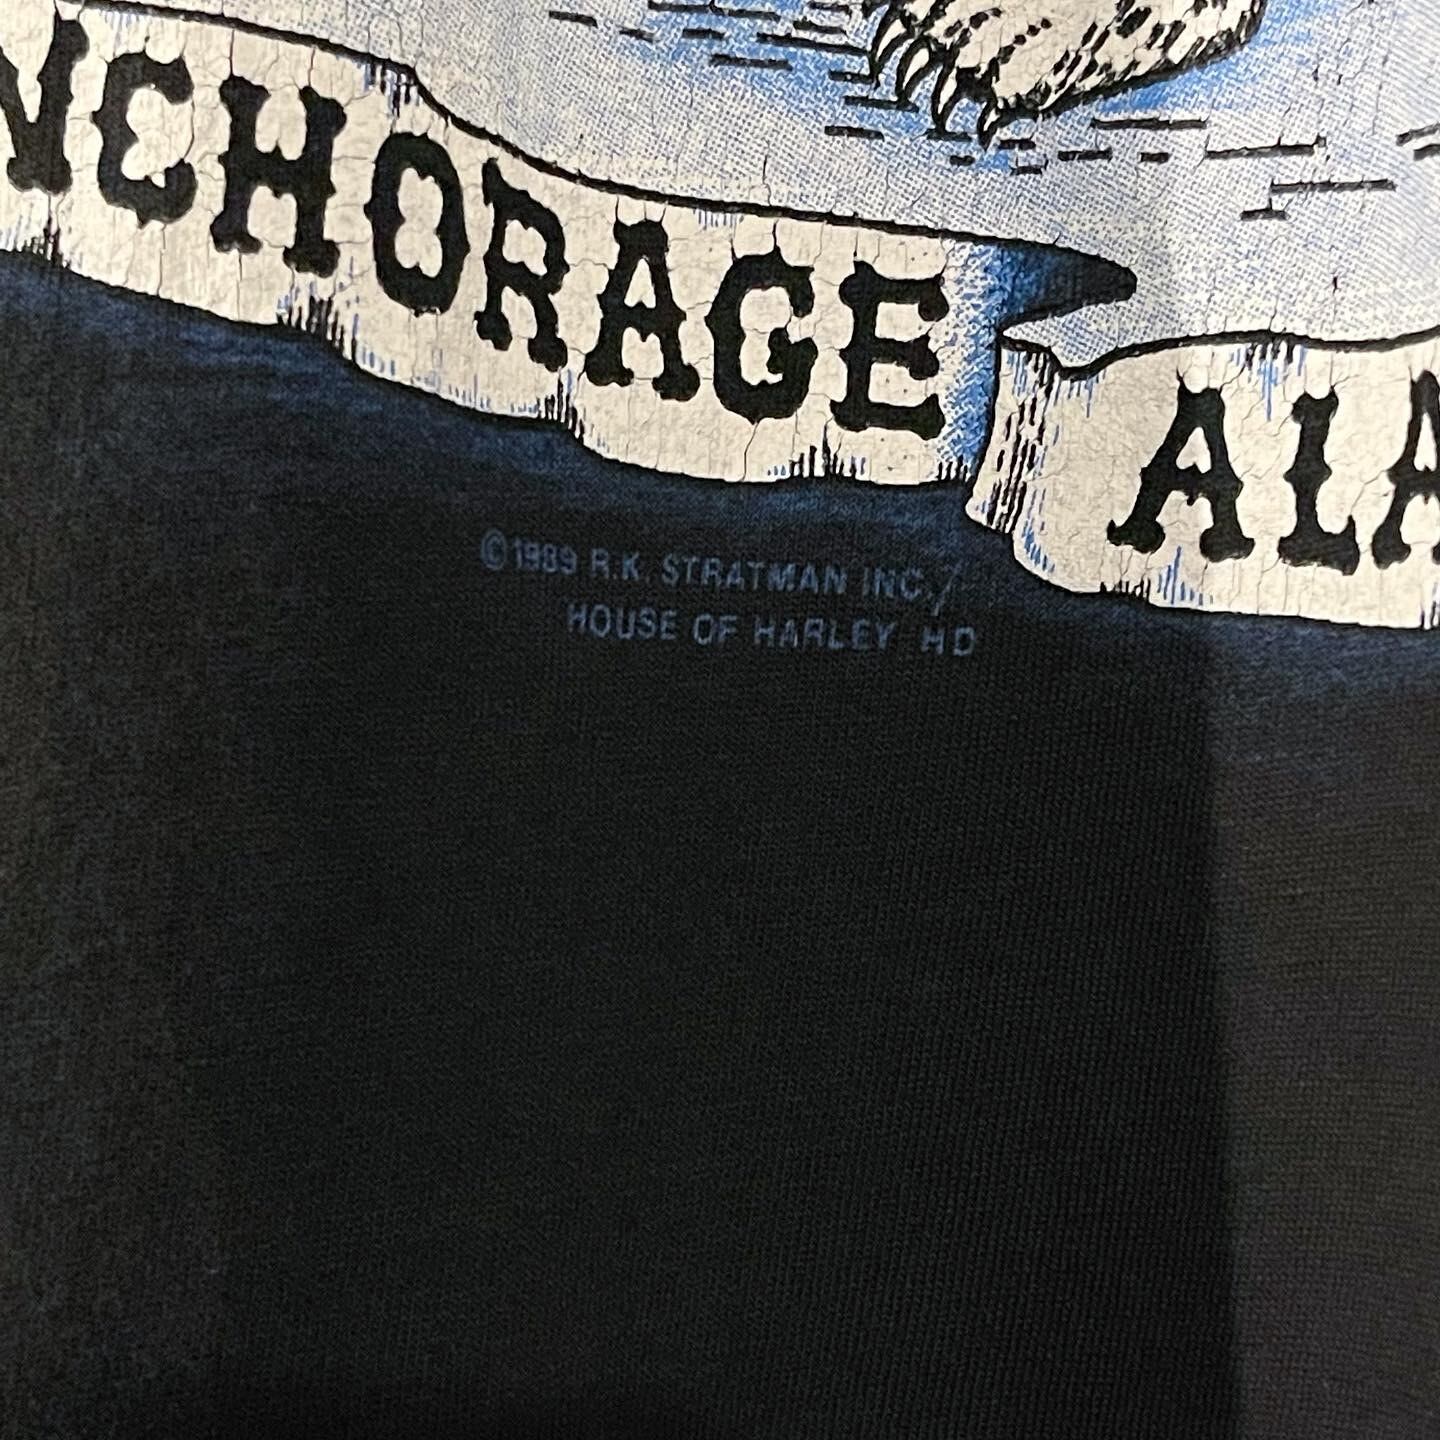 NCHORAGE ALA
©1989 R.K. STRATMAN INC./
HOUSE OF HARLEY HD